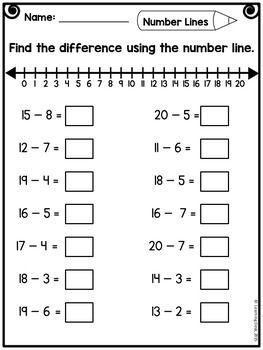 Name:
Number Lines
Find the difference using the number line.
0 1 2 3 4 5 6 7 8 9 10 11 12 13 14 15 16 17 18 19 20
15 – 8 =
20 – 5 =
12 – 7 =
11 – 6 =
19 – 4 =
18 – 5 =
16 – 5 =
16 – 7 =
17 – 4 =
20 – 7 =
18 – 3 =
14 – 3 =
19 – 6 =
13 – 2 =